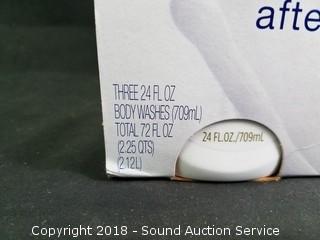 afte
THREE 24 FL OZ
BODY WASHES (709mL)
TOTAL 72 FL OZ
(2.25 QTS)
(2.12L)
24 FL.OZ./709mL
Copyright 2018 - Sound Auction Service